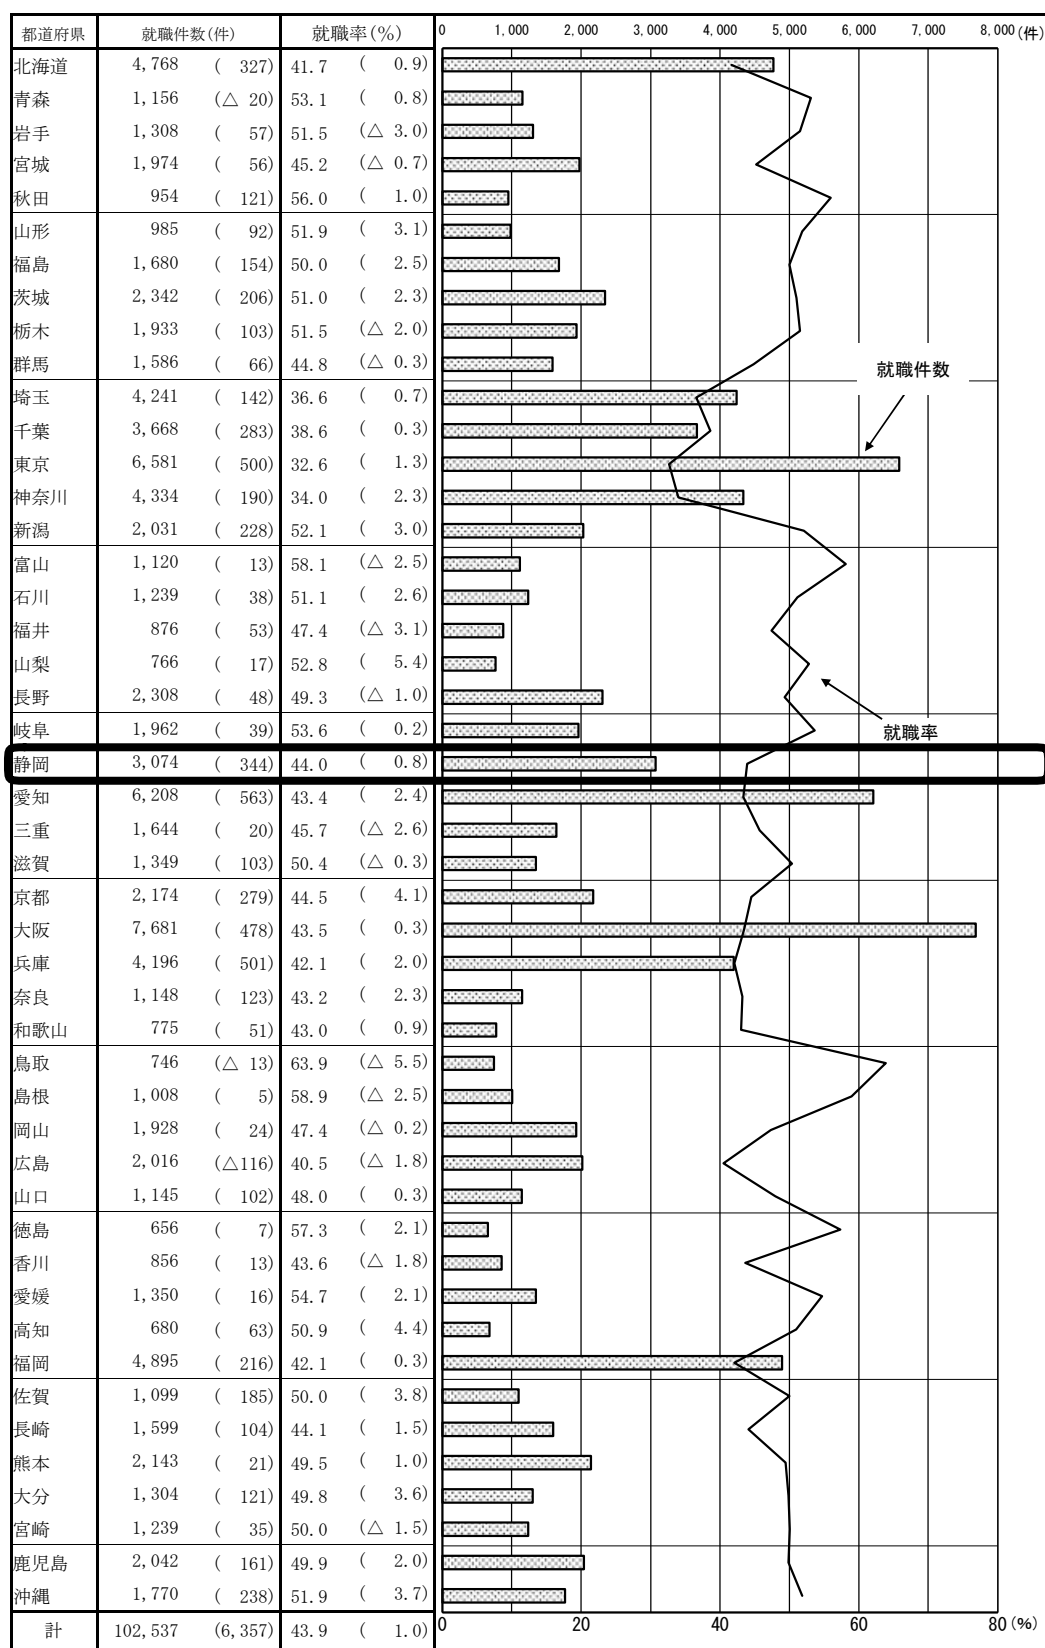 都道府県 就職件数(件) 就職率(%) 0 1,000 2,000 3,000 4,000 5,000 6,000 7,000 8,000 (件)
北海道 4,768 ( 327) 41.7 ( 0.9)
青森 1,156 (△ 20) 53.1 ( 0.8)
岩手 1,308 ( 57) 51.5 (△ 3.0)
宮城 1,974 ( 56) 45.2 (△ 0.7)
秋田 954 ( 121) 56.0 ( 1.0)
山形 985 ( 92) 51.9 ( 3.1)
福島 1,680 ( 154) 50.0 ( 2.5)
茨城 2,342 ( 206) 51.0 ( 2.3)
栃木 1,933 ( 103) 51.5 (△ 2.0)
群馬 1,586 ( 66) 44.8 (△ 0.3) 就職件数
埼玉 4,241 ( 142) 36.6 ( 0.7)
千葉 3,668 ( 283) 38.6 ( 0.3)
東京 6,581 ( 500) 32.6 ( 1.3)
神奈川 4,334 ( 190) 34.0 ( 2.3)
新潟 2,031 ( 228) 52.1 ( 3.0)
富山 1,120 ( 13) 58.1 (△ 2.5)
石川 1,239 ( 38) 51.1 ( 2.6)
福井 876 ( 53) 47.4 (△ 3.1)
山梨 766 ( 17) 52.8 ( 5.4)
長野 2,308 ( 48) 49.3 (△ 1.0)
岐阜 1,962 ( 39) 53.6 ( 0.2) 就職率
静岡 3,074 ( 344) 44.0 ( 0.8)
愛知 6,208 ( 563) 43.4 ( 2.4)
三重 1,644 ( 20) 45.7 (△ 2.6)
滋賀 1,349 ( 103) 50.4 (△ 0.3)
京都 2,174 ( 279) 44.5 ( 4.1)
大阪 7,681 ( 478) 43.5 ( 0.3)
兵庫 4,196 ( 501) 42.1 ( 2.0)
奈良 1,148 ( 123) 43.2 ( 2.3)
和歌山 775 ( 51) 43.0 ( 0.9)
鳥取 746 (△ 13) 63.9 (△ 5.5)
島根 1,008 ( 5) 58.9 (△ 2.5)
岡山 1,928 ( 24) 47.4 (△ 0.2)
広島 2,016 (△116) 40.5 (△ 1.8)
山口 1,145 ( 102) 48.0 ( 0.3)
徳島 656 ( 7) 57.3 ( 2.1)
香川 856 ( 13) 43.6 (△ 1.8)
愛媛 1,350 ( 16) 54.7 ( 2.1)
高知 680 ( 63) 50.9 ( 4.4)
福岡 4,895 ( 216) 42.1 ( 0.3)
佐賀 1,099 ( 185) 50.0 ( 3.8)
長崎 1,599 ( 104) 44.1 ( 1.5)
熊本 2,143 ( 21) 49.5 ( 1.0)
大分 1,304 ( 121) 49.8 ( 3.6)
宮崎 1,239 ( 35) 50.0 (△ 1.5)
鹿児島 2,042 ( 161) 49.9 ( 2.0)
沖縄 1,770 ( 238) 51.9 ( 3.7)
計 102,537 (6,357) 43.9 ( 1.0) 0 20 40 60 80 (%)